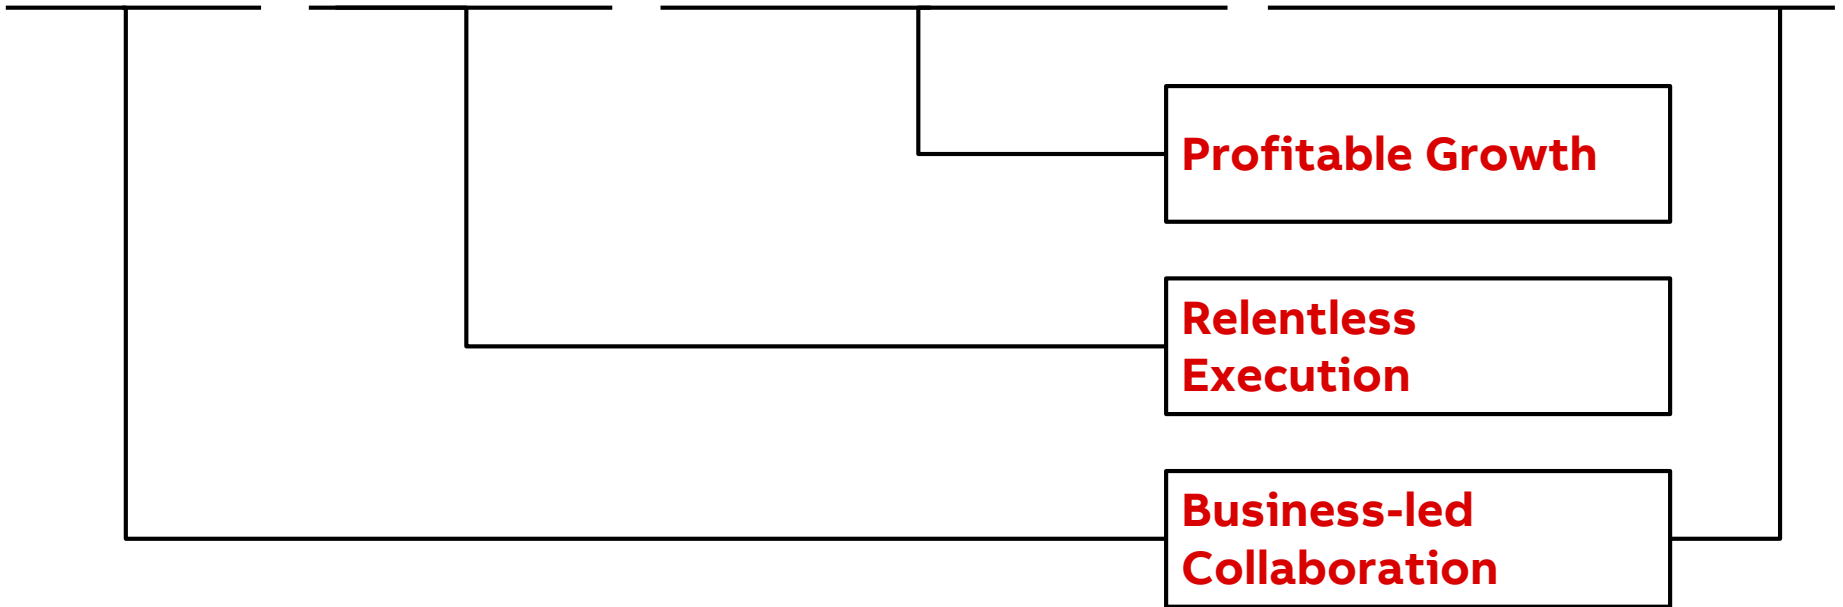 Profitable Growth
Relentless
Execution
Business-led
Collaboration